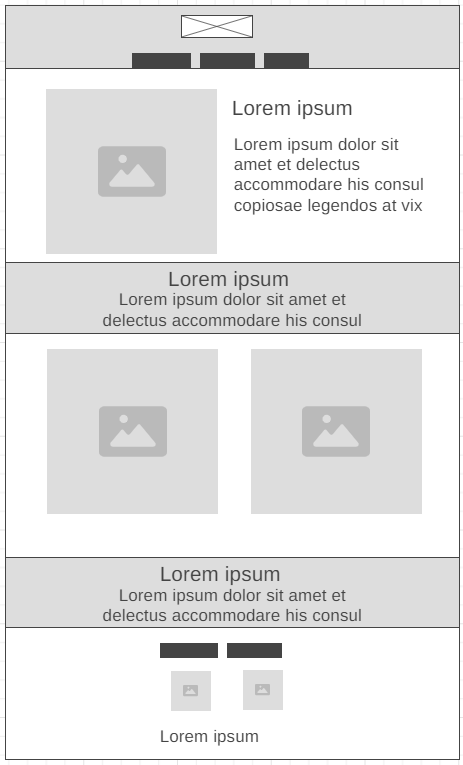 Lorem ipsum
Lorem ipsum dolor sit
amet et delectus
accommodare his consul
copiosae legendos at vix
Lorem ipsum
Lorem ipsum dolor sit amet et
delectus accommodare his consul
Lorem ipsum
Lorem ipsum dolor sit amet et
delectus accommodare his consul
Lorem ipsum